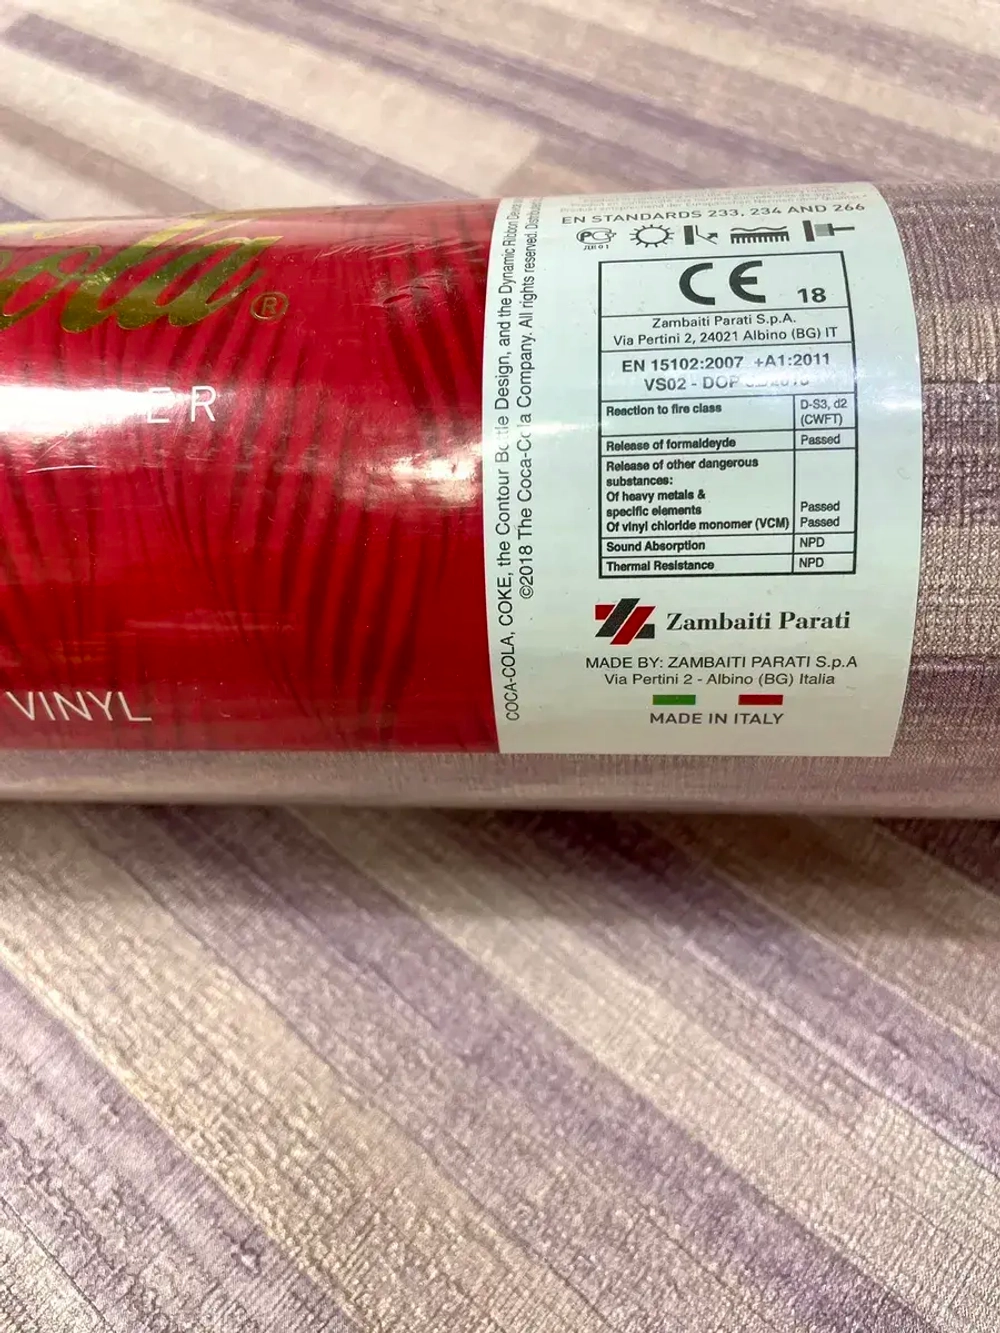 ola®
ER
VINYL
COCA-COLA, COKE, the Contour Bottle Design, and the Dynamic Ribbon
©2018 The Coca-Cola Company. All rights reserved.
EN STANDARDS 233, 234 AND 266
CE 18
Zambaiti Parati S.p.A.
Via Pertini 2, 24021 Albino (BG) IT
EN 15102:2007 +A1:2011
VS02 - DOP
Reaction to fire class D-S3, d2
(CWFT)
Release of formaldeyde Passed
Release of other dangerous
substances:
Of heavy metals &
specific elements Passed
Of vinyl chloride monomer (VCM) Passed
Sound Absorption NPD
Thermal Resistance NPD
Zambaiti Parati
MADE BY: ZAMBAITI PARATI S.p.A
Via Pertini 2 - Albino (BG) Italia
MADE IN ITALY